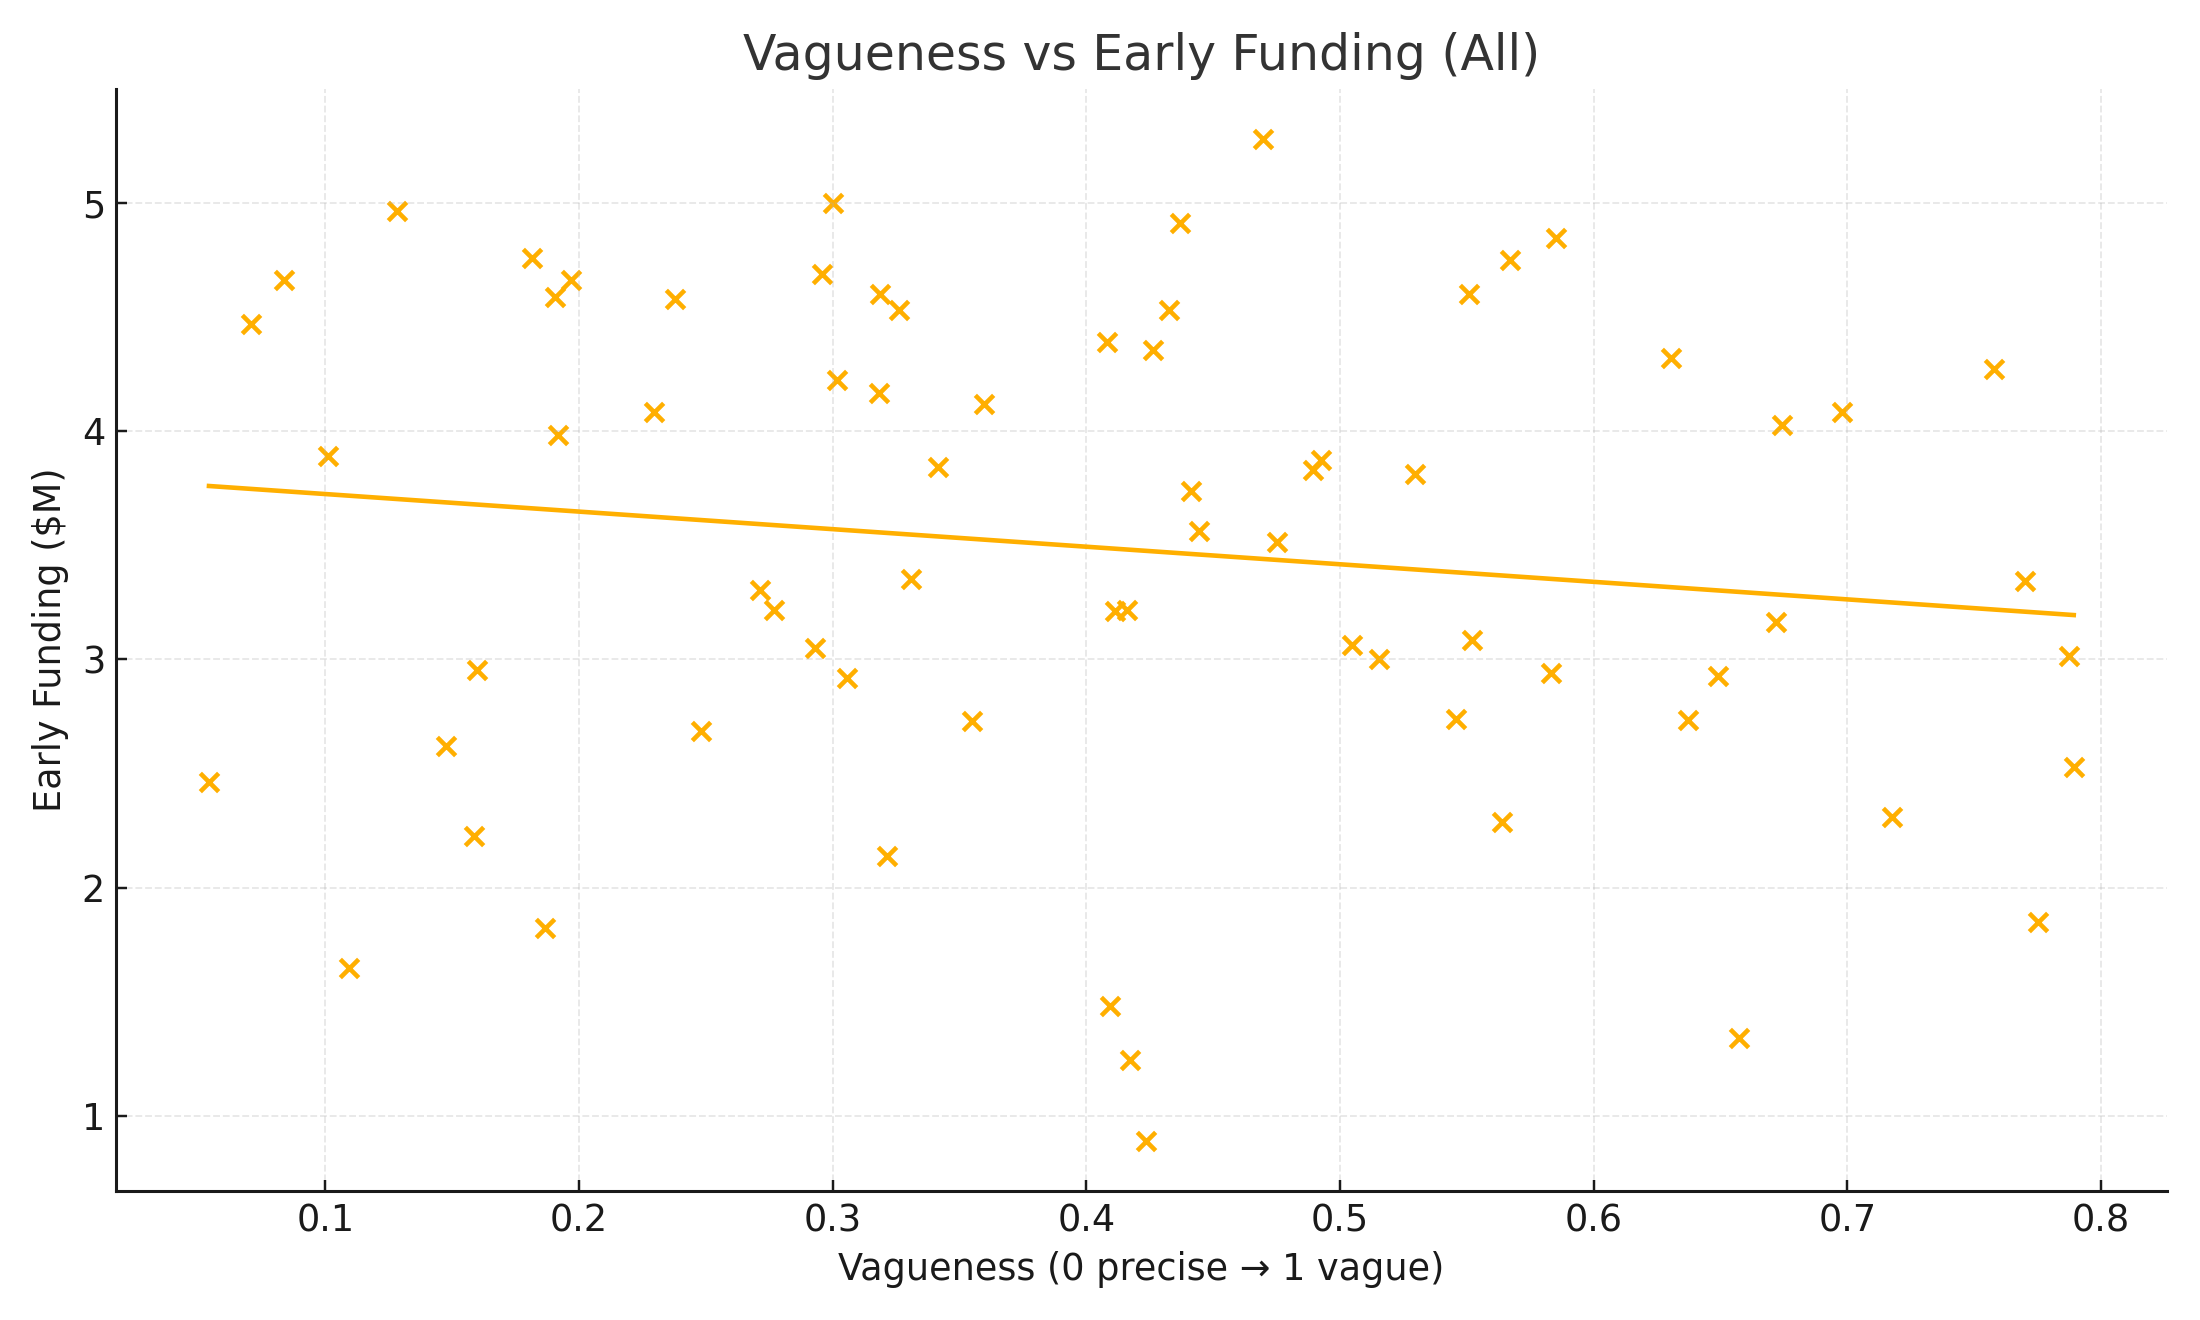 Vagueness vs Early Funding (All)
Early Funding ($M)
5
4
3
2
1
0.1 0.2 0.3 0.4 0.5 0.6 0.7 0.8
Vagueness (0 precise → 1 vague)